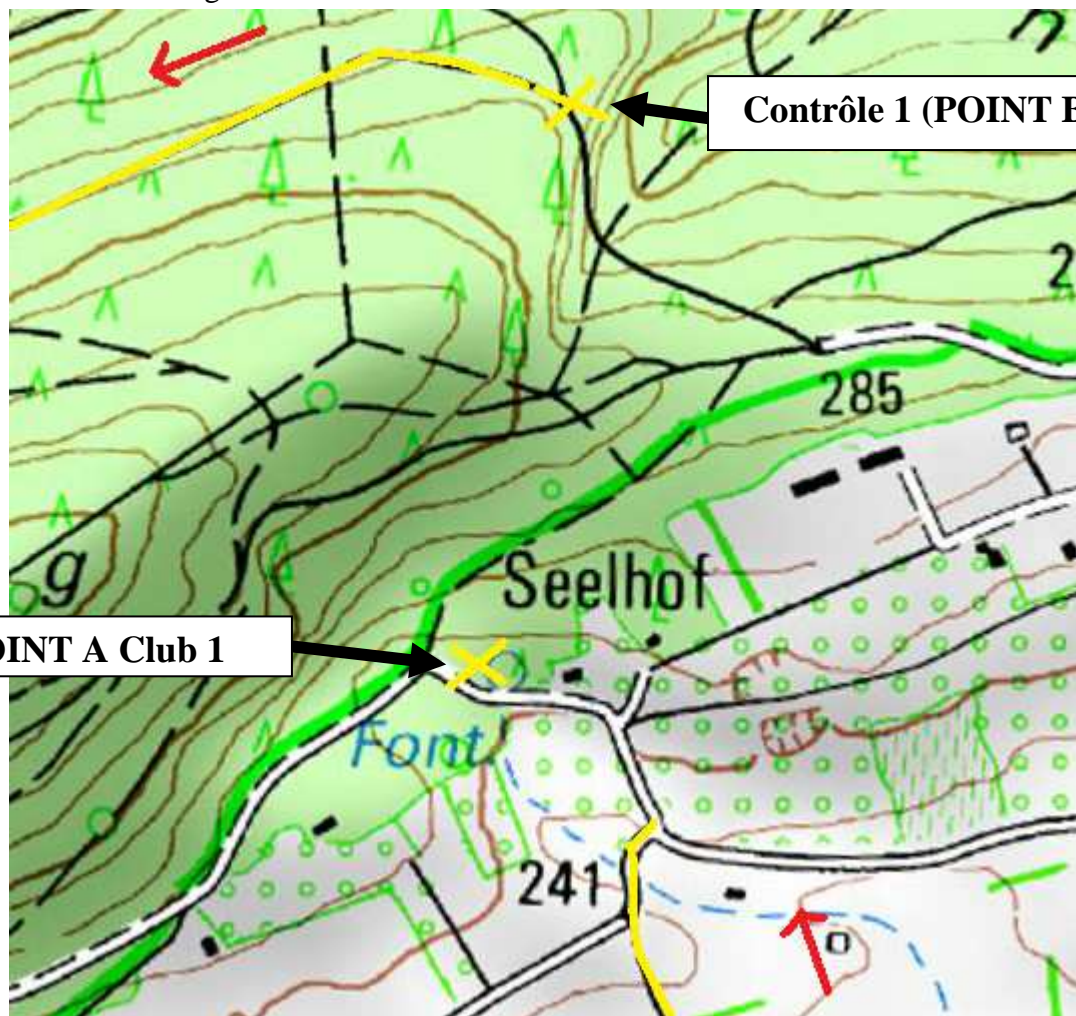 Contrôle 1 (POINT B
285
g
Seelhof
OINT A Club 1
Font.
241